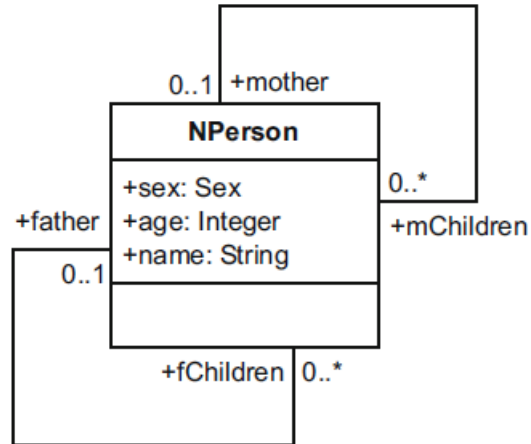 0..1 +mother
NPerson
+sex: Sex
+age: Integer
+name: String
0..*
+mChildren
+father
0..1
+fChildren 0..*